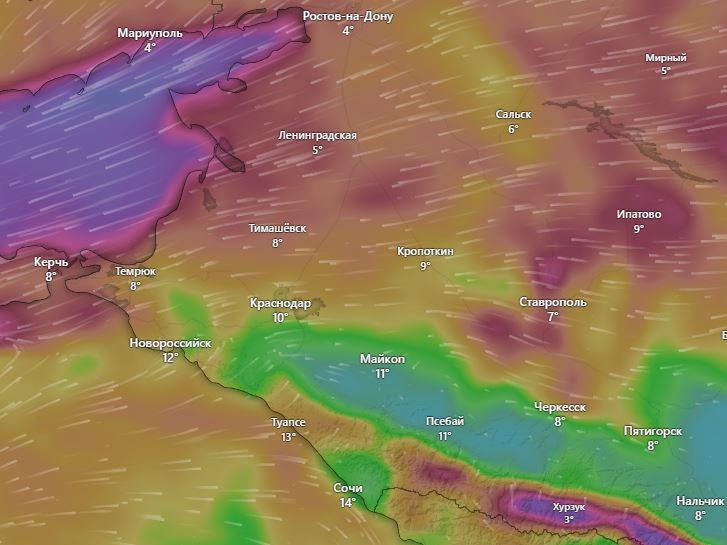 Ростов-на-Дону
4°
Мариуполь
4°
Мирный
5°
Сальск
6°
Ленинградская
5°
Ипатово
9°
Тимашёвск
8°
Кропоткин
9°
Керчь
8°
Темрюк
8°
Краснодар
10°
Ставрополь
7°
Новороссийск
12°
Майкоп
11°
Черкесск
8°
Туапсе
13°
Псебай
11°
Пятигорск
8°
Сочи
14°
Хурзук
3°
Нальчик
8°